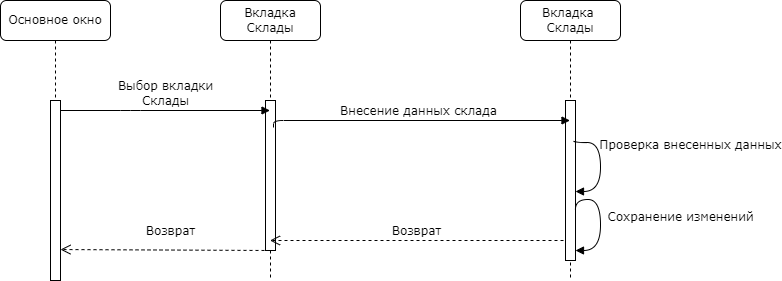 Основное окно
Вкладка
Склады
Вкладка
Склады
Выбор вкладки
Склады
Внесение данных склада
Проверка внесенных данных
Сохранение изменений
Возврат
Возврат